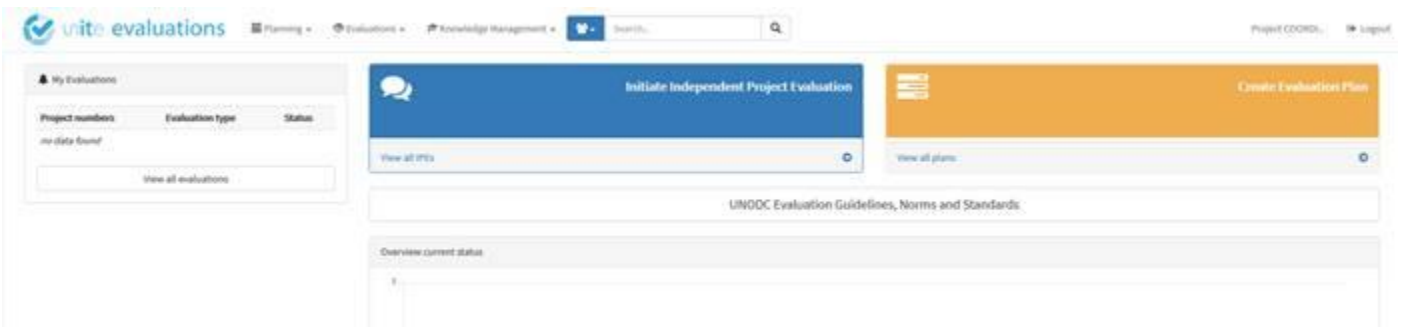 unite evaluations
Planning
Evaluations
Knowledge Management
Search...
Project COORDI...
Logout
My Evaluations
Project numbers Evaluation type Status
no data found
View all evaluations
Initiate Independent Project Evaluation
View all IPEs
Create Evaluation Plan
View all plans
UNODC Evaluation Guidelines, Norms and Standards
Overview current status